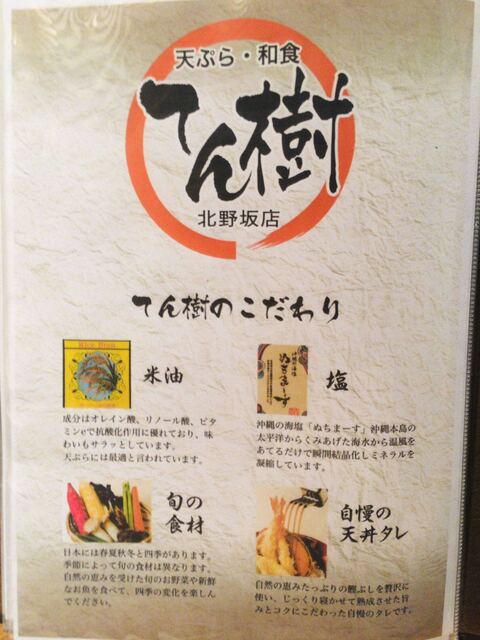 天ぷら・和食
てん樹
北野坂店
てん樹のこだわり
米油
成分はオレイン酸、リノール酸、ビタ
ミンeで抗酸化作用に優れており、味
わいもサラッとしています。
天ぷらには最適と言われています。
沖縄の海塩
ぬちまーす
塩
沖縄の海塩「ぬちまーす」沖縄本島の
太平洋からくみあげた海水から温風を
あてるだけで瞬間結晶化しミネラルを
凝縮しています。
旬の
食材
日本には春夏秋冬と四季があります。
季節によって旬の食材は異なります。
自然の恵みを受けた旬のお野菜や新鮮
なお魚を食べて、四季の変化を楽しん
でください。
自慢の
天丼タレ
自然の恵みたっぷりの鰹ぶしを贅沢に
使い、じっくり寝かせて熟成させた旨
みとコクにこだわった自慢のタレです。